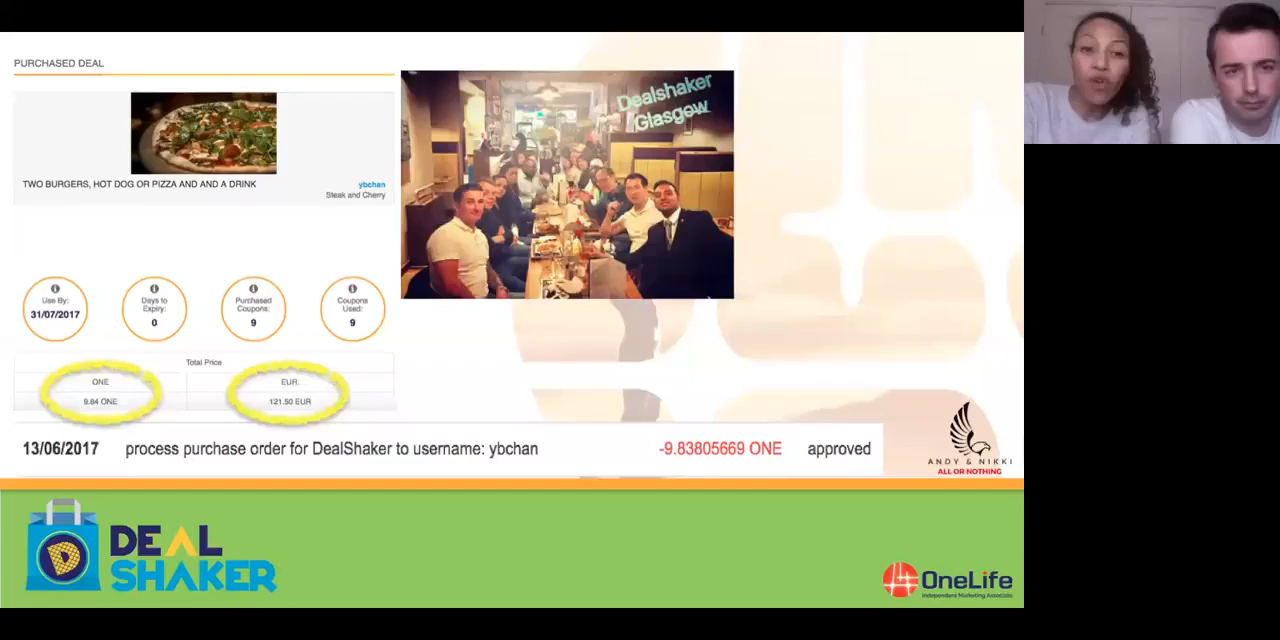 PURCHASED DEAL
TWO BURGERS, HOT DOG OR PIZZA AND AND A DRINK
ybchan
Steak and Cherry
Use By:
31/07/2017
Days to
Expiry:
0
Purchased
Coupons:
9
Coupons
Used:
9
Total Price
ONE
9.84 ONE
EUR
121.50 EUR
Dealshaker
Glasgow
13/06/2017 process purchase order for DealShaker to username: ybchan -9.83805669 ONE approved
ANDY & NIKKI
ALL OR NOTHING
DEAL
SHAKER
OneLife
Independent Marketing Associate